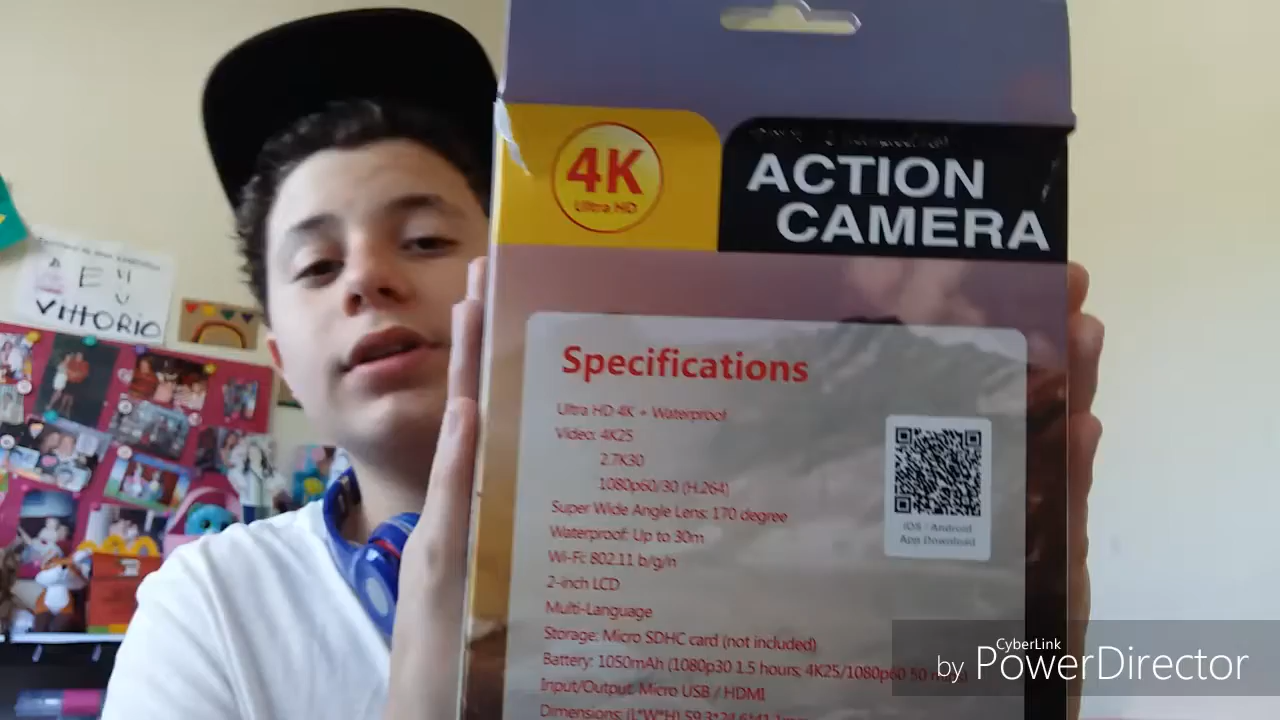 4K
Ultra HD
ACTION
CAMERA
Specifications
Ultra HD 4K + Waterproof
Video: 4K25
2.7K30
1080p60/30 (H.264)
Super Wide Angle Lens: 170 degree
Waterproof: Up to 30m
Wi-Fi: 802.11 b/g/n
2-inch LCD
Multi-Language
Storage: Micro SDHC card (not included)
Battery: 1050mAh (1080p30 1.5 hours; 4K25/1080p60 50
Input/Output: Micro USB / HDMI
Dimensions: (L*W*H)
iOS / Android
App Download
EU
VITTORIO
CyberLink
by PowerDirector